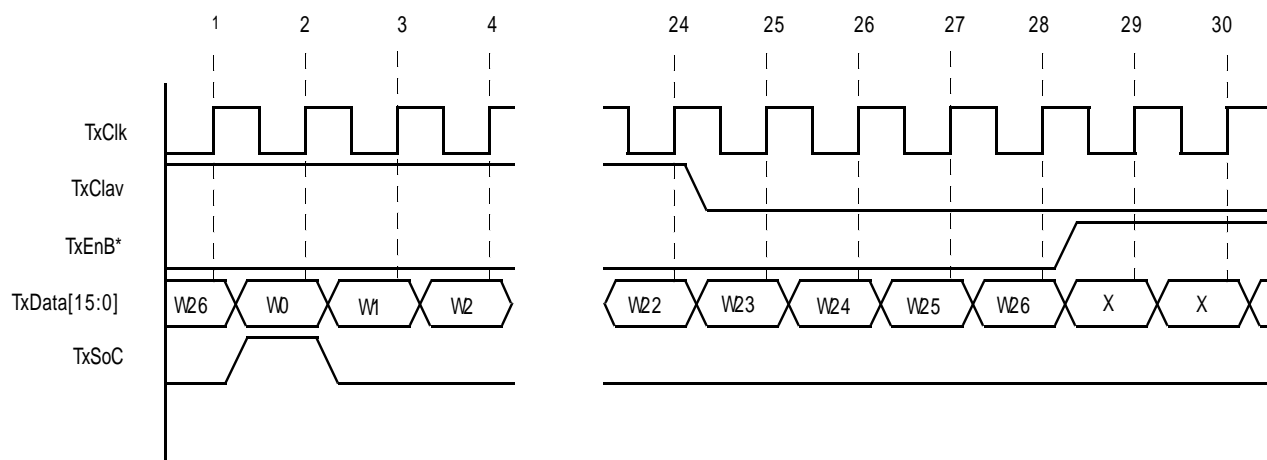 1 2 3 4 24 25 26 27 28 29 30
TxClk
TxClav
TxEnB*
TxData[15:0] W26 W0 W1 W2 W22 W23 W24 W25 W26 X X
TxSoC